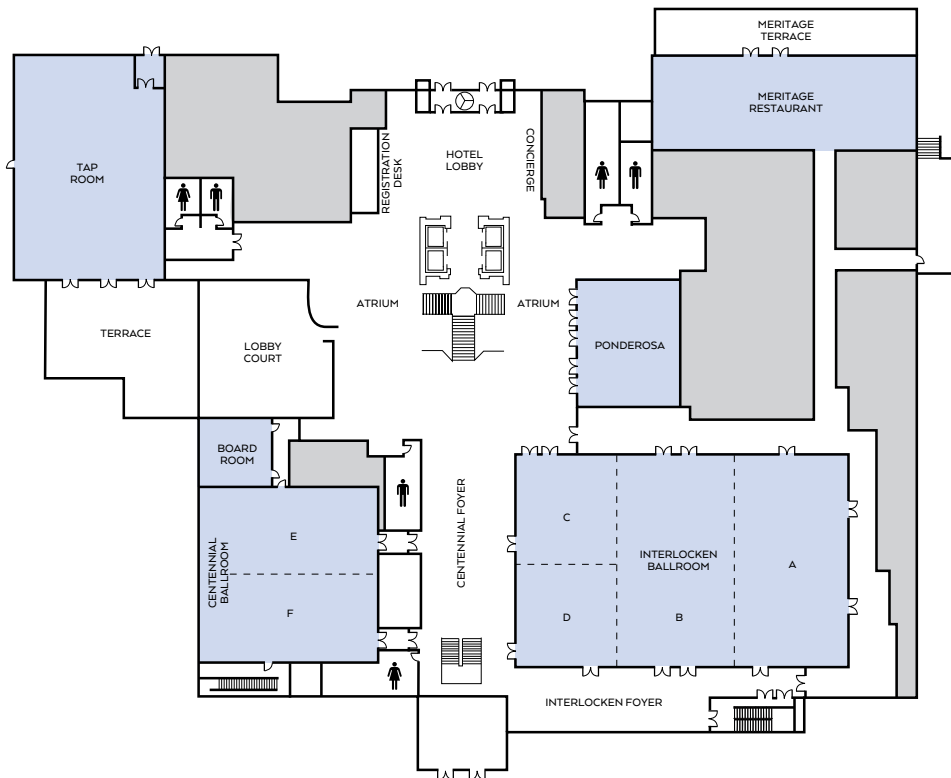 MERITAGE
TERRACE
MERITAGE
RESTAURANT
TAP
ROOM
REGISTRATION
DESK
HOTEL
LOBBY
CONCIERGE
ATRIUM
ATRIUM
TERRACE
LOBBY
COURT
PONDEROSA
BOARD
ROOM
CENTENNIAL
BALLROOM
E
F
CENTENNIAL FOYER
C
D
INTERLOCKEN
BALLROOM
B
A
INTERLOCKEN FOYER